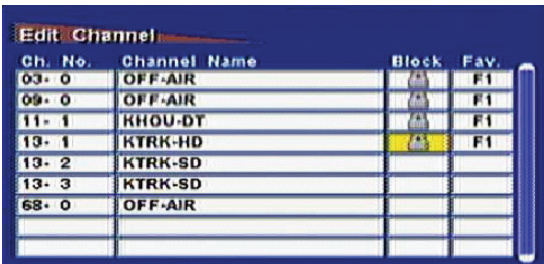 Edit Channel
Ch. No. Channel Name Block Fav.
03- 0 OFF-AIR F1
09- 0 OFF-AIR F1
11- 1 KHOU-DT F1
13- 1 KTRK-HD F1
13- 2 KTRK-SD
13- 3 KTRK-SD
68- 0 OFF-AIR